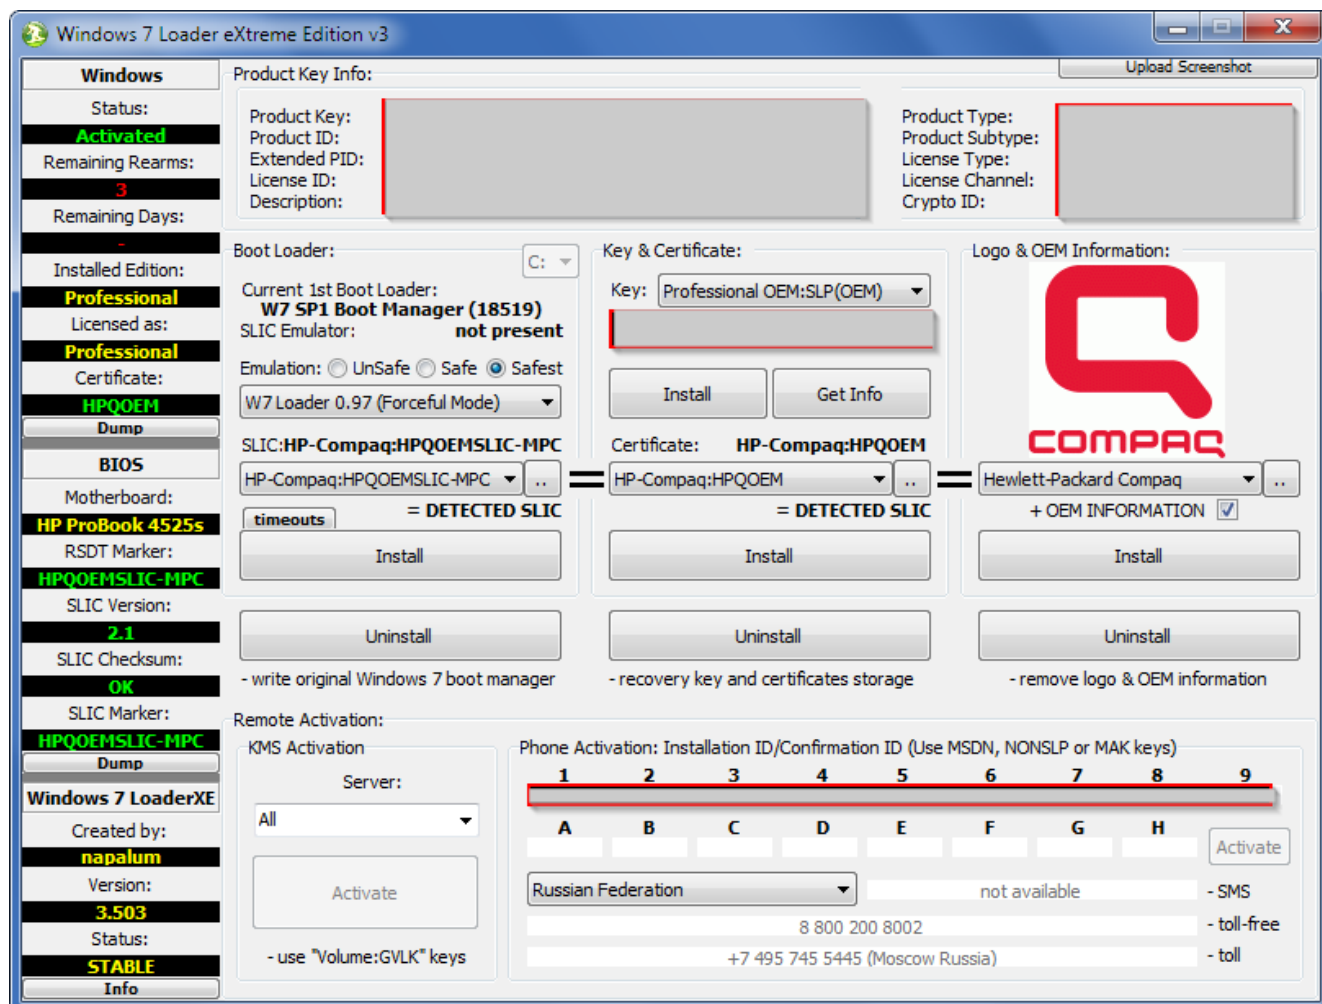 Windows 7 Loader eXtreme Edition v3
Windows
Status:
Activated
Remaining Rearms:
3
Remaining Days:
-
Installed Edition:
Professional
Licensed as:
Professional
Certificate:
HPQOEM
Dump
BIOS
Motherboard:
HP ProBook 4525s
RSDT Marker:
HPQOEMSLIC-MPC
SLIC Version:
2.1
SLIC Checksum:
OK
SLIC Marker:
HPQOEMSLIC-MPC
Dump
Windows 7 LoaderXE
Created by:
napalum
Version:
3.503
Status:
STABLE
Info
Product Key Info:
Upload Screenshot
Product Key:
Product ID:
Extended PID:
License ID:
Description:
Product Type:
Product Subtype:
License Type:
License Channel:
Crypto ID:
Boot Loader:
C:
Current 1st Boot Loader:
W7 SP1 Boot Manager (18519)
SLIC Emulator: not present
Emulation: UnSafe Safe Safest
W7 Loader 0.97 (Forceful Mode)
SLIC:HP-Compaq:HPQOEMSLIC-MPC
HP-Compaq:HPQOEMSLIC-MPC ..
timeouts = DETECTED SLIC
Install
Uninstall
- write original Windows 7 boot manager
Key & Certificate:
Key: Professional OEM:SLP(OEM)
Install Get Info
Certificate: HP-Compaq:HPQOEM
HP-Compaq:HPQOEM ..
= DETECTED SLIC
Install
Uninstall
- recovery key and certificates storage
Logo & OEM Information:
COMPAQ
Hewlett-Packard Compaq ..
+ OEM INFORMATION
Install
Uninstall
- remove logo & OEM information
Remote Activation:
KMS Activation
Server:
All
Activate
- use "Volume:GVLK" keys
Phone Activation: Installation ID/Confirmation ID (Use MSDN, NONSLP or MAK keys)
1 2 3 4 5 6 7 8 9
A B C D E F G H
Activate
Russian Federation not available - SMS
8 800 200 8002 - toll-free
+7 495 745 5445 (Moscow Russia) - toll